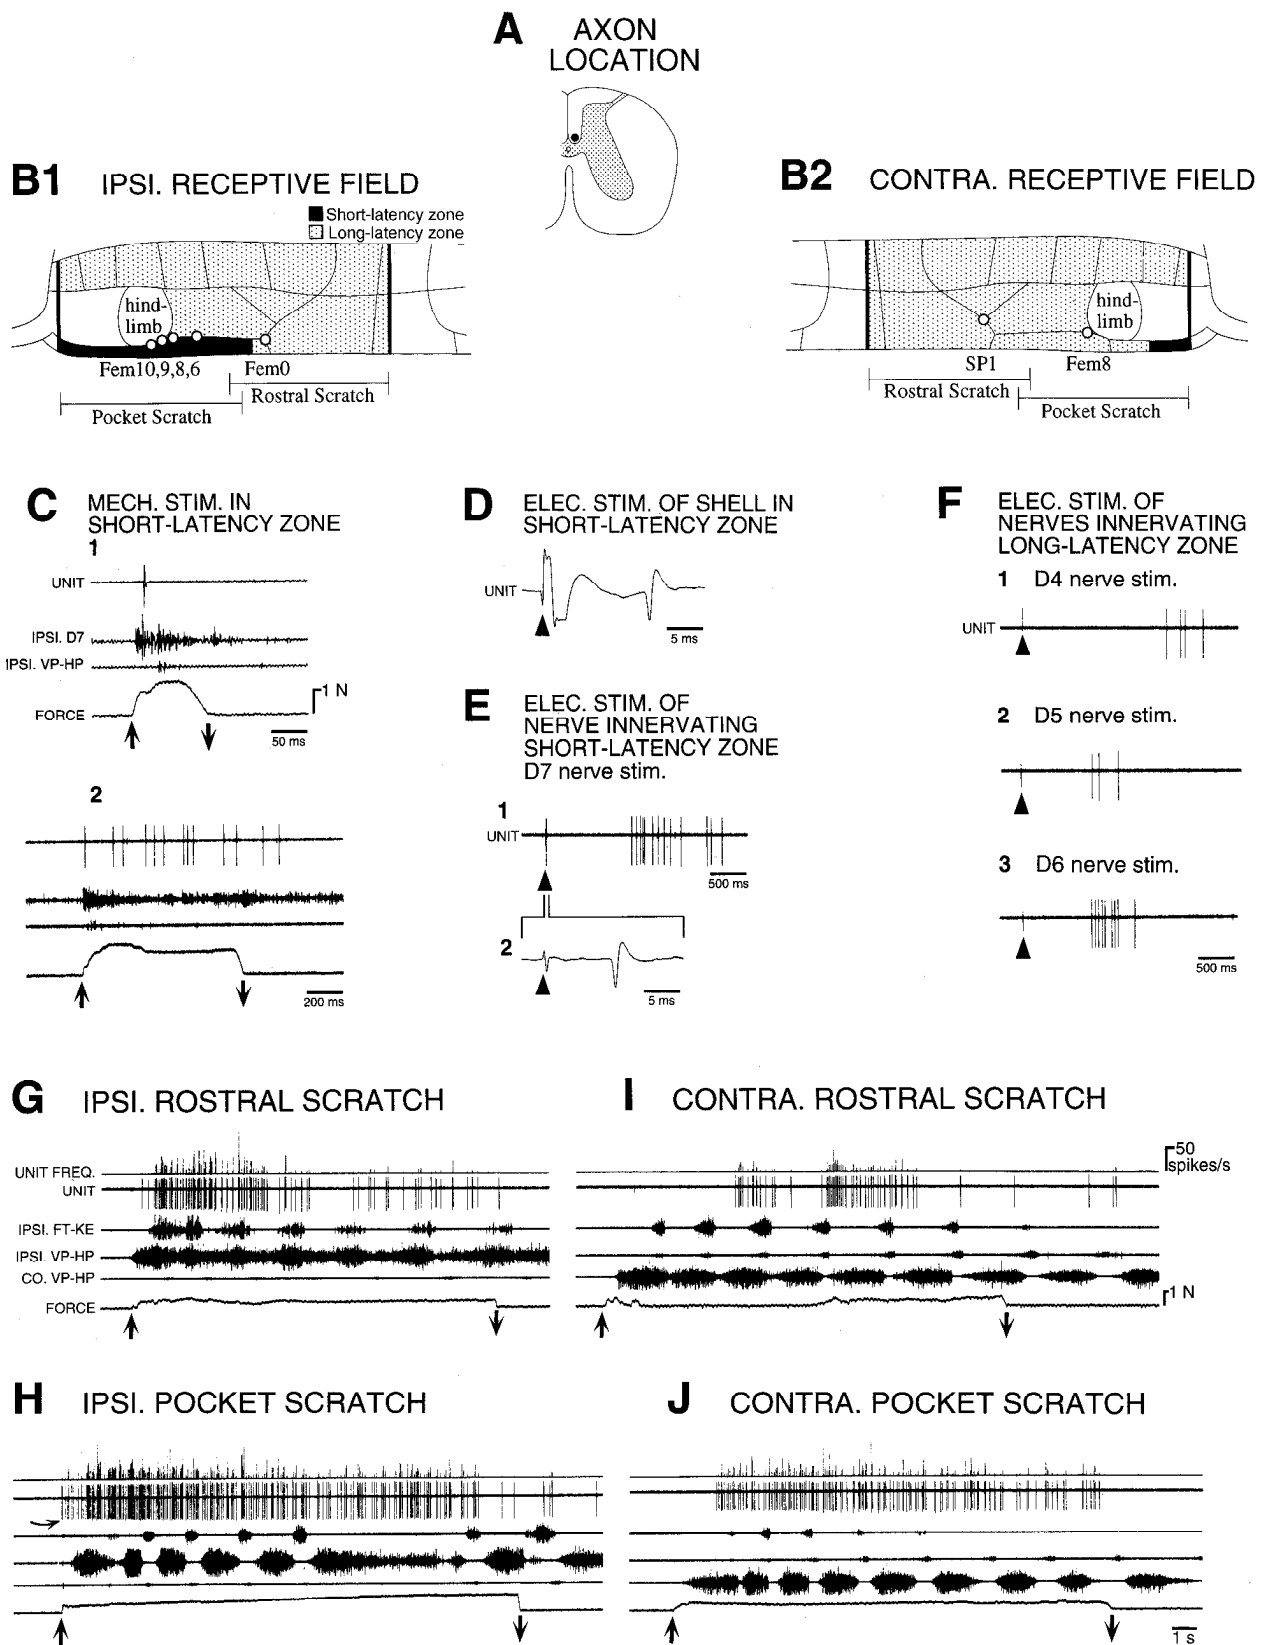 A AXON
LOCATION
B1 IPSI. RECEPTIVE FIELD
Short-latency zone
Long-latency zone
hind-
limb
Fem10,9,8,6 Fem0
Rostral Scratch
Pocket Scratch
B2 CONTRA. RECEPTIVE FIELD
hind-
limb
SP1 Fem8
Rostral Scratch
Pocket Scratch
C MECH. STIM. IN
SHORT-LATENCY ZONE
1
UNIT
IPSI. D7
IPSI. VP-HP
1 N
FORCE
50 ms
2
200 ms
D ELEC. STIM. OF SHELL IN
SHORT-LATENCY ZONE
UNIT
5 ms
E ELEC. STIM. OF
NERVE INNERVATING
SHORT-LATENCY ZONE
D7 nerve stim.
1
UNIT
500 ms
2
5 ms
F ELEC. STIM. OF
NERVES INNERVATING
LONG-LATENCY ZONE
1 D4 nerve stim.
UNIT
2 D5 nerve stim.
3 D6 nerve stim.
500 ms
G IPSI. ROSTRAL SCRATCH
UNIT FREQ.
UNIT
IPSI. FT-KE
IPSI. VP-HP
CO. VP-HP
FORCE
I CONTRA. ROSTRAL SCRATCH
50
spikes/s
1 N
H IPSI. POCKET SCRATCH
J CONTRA. POCKET SCRATCH
1 s